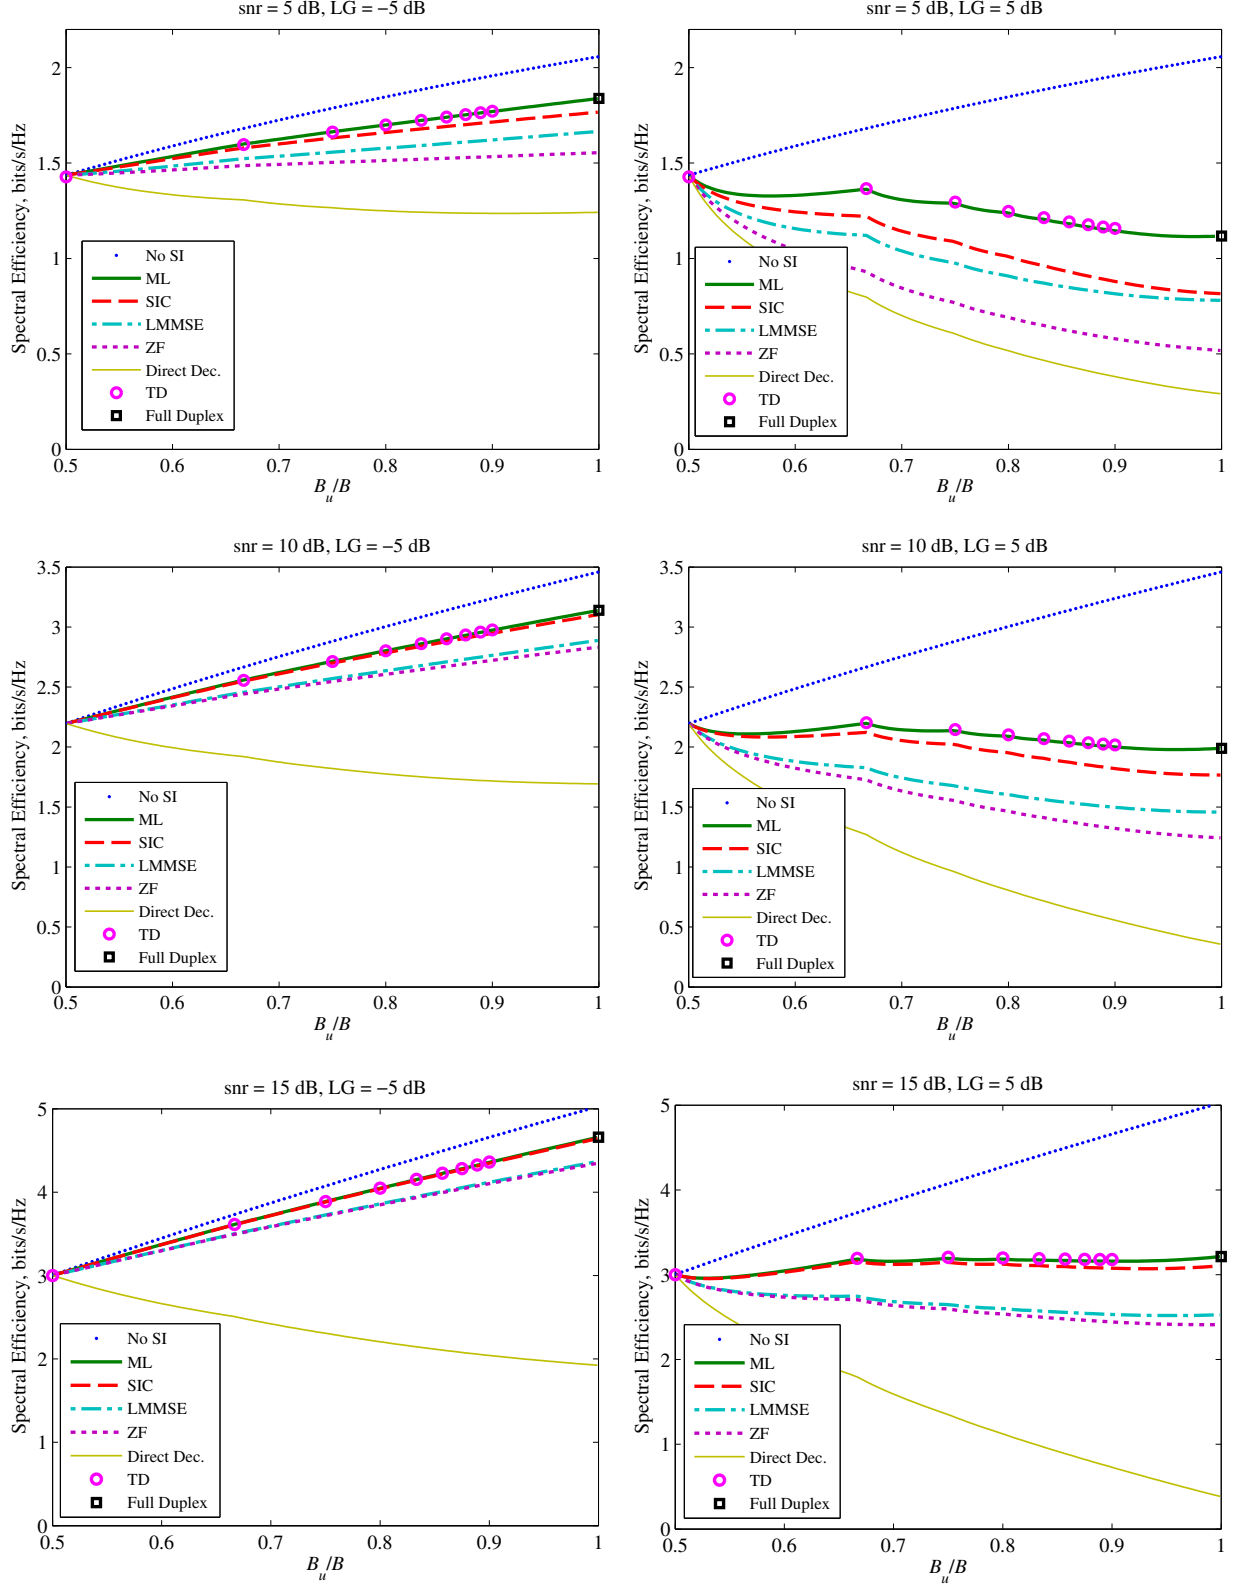 snr = 5 dB, LG = −5 dB
Spectral Efficiency, bits/s/Hz
2
1.5
1
0.5
0
0.5 0.6 0.7 0.8 0.9 1
B_u/B
No SI
ML
SIC
LMMSE
ZF
Direct Dec.
TD
Full Duplex
snr = 5 dB, LG = 5 dB
Spectral Efficiency, bits/s/Hz
2
1.5
1
0.5
0
0.5 0.6 0.7 0.8 0.9 1
B_u/B
No SI
ML
SIC
LMMSE
ZF
Direct Dec.
TD
Full Duplex
snr = 10 dB, LG = −5 dB
Spectral Efficiency, bits/s/Hz
3.5
3
2.5
2
1.5
1
0.5
0
0.5 0.6 0.7 0.8 0.9 1
B_u/B
No SI
ML
SIC
LMMSE
ZF
Direct Dec.
TD
Full Duplex
snr = 10 dB, LG = 5 dB
Spectral Efficiency, bits/s/Hz
3.5
3
2.5
2
1.5
1
0.5
0
0.5 0.6 0.7 0.8 0.9 1
B_u/B
No SI
ML
SIC
LMMSE
ZF
Direct Dec.
TD
Full Duplex
snr = 15 dB, LG = −5 dB
Spectral Efficiency, bits/s/Hz
5
4
3
2
1
0
0.5 0.6 0.7 0.8 0.9 1
B_u/B
No SI
ML
SIC
LMMSE
ZF
Direct Dec.
TD
Full Duplex
snr = 15 dB, LG = 5 dB
Spectral Efficiency, bits/s/Hz
5
4
3
2
1
0
0.5 0.6 0.7 0.8 0.9 1
B_u/B
No SI
ML
SIC
LMMSE
ZF
Direct Dec.
TD
Full Duplex